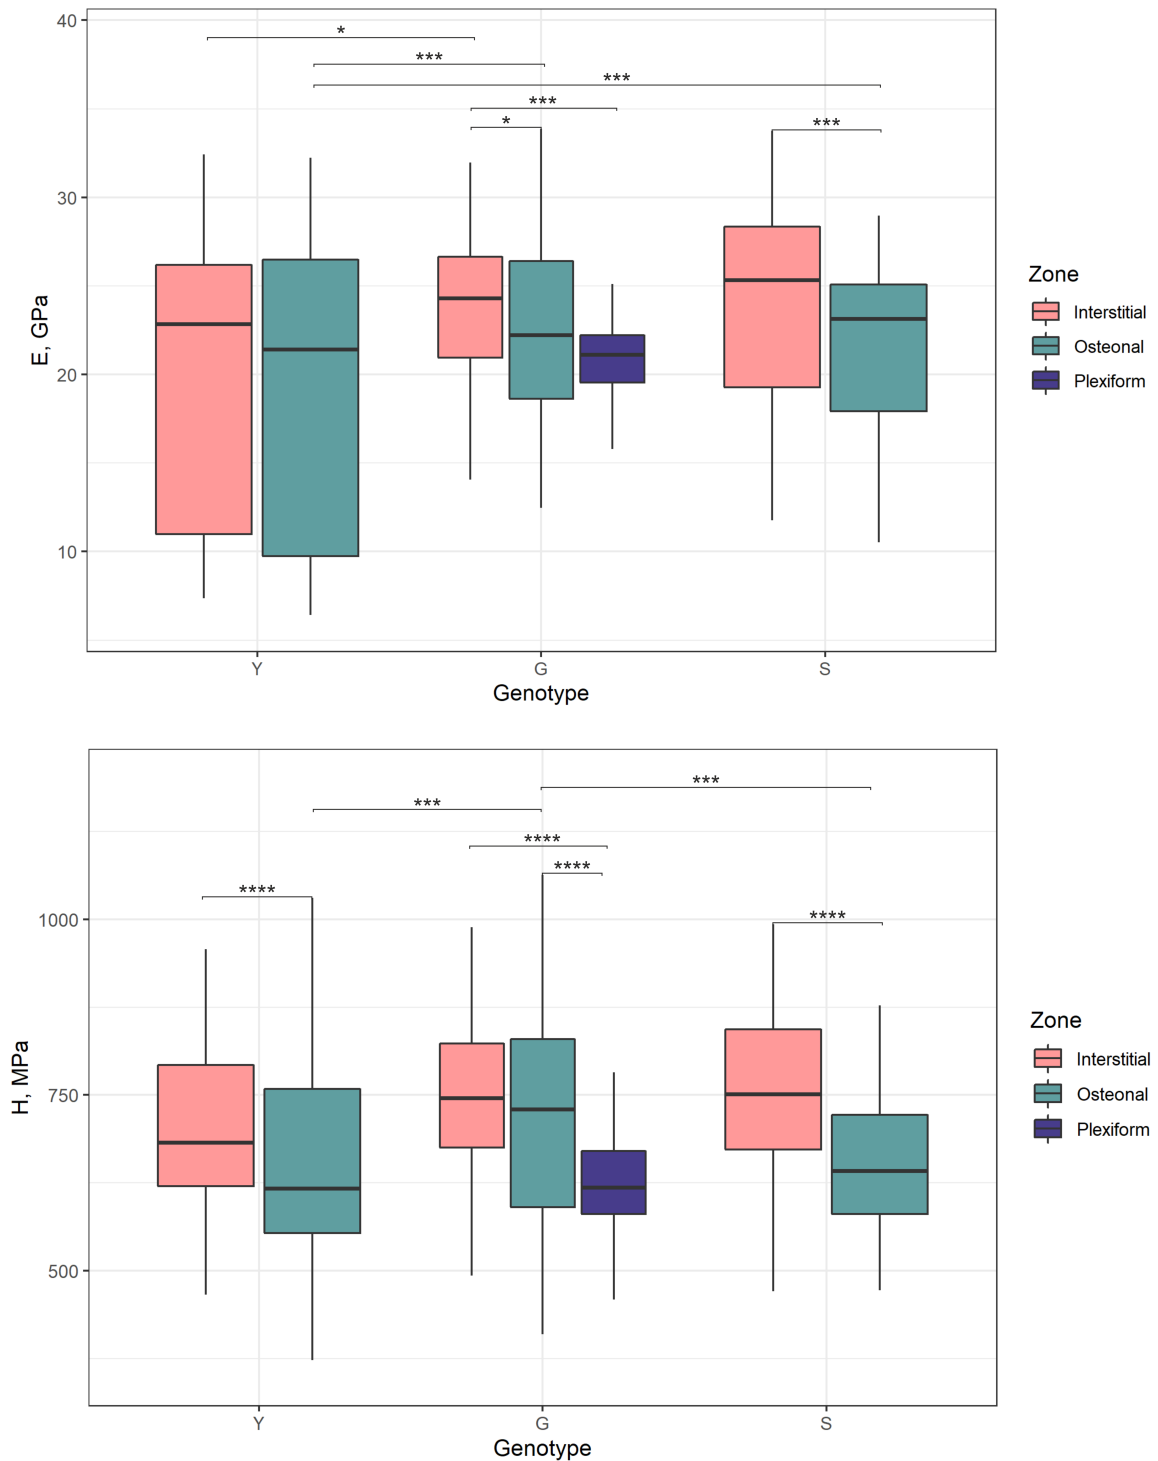 40
*
***
***
***
*
***
30
E, GPa
20
10
Y
G
S
Genotype
Zone
Interstitial
Osteonal
Plexiform
***
***
****
****
****
****
1000
H, MPa
750
500
Y
G
S
Genotype
Zone
Interstitial
Osteonal
Plexiform